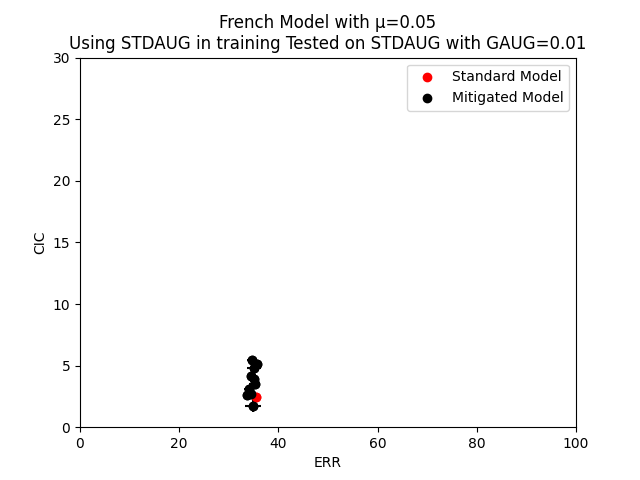 French Model with μ=0.05
Using STDAUG in training Tested on STDAUG with GAUG=0.01
Standard Model
Mitigated Model
30
25
20
15
10
5
0
CIC
0 20 40 60 80 100
ERR